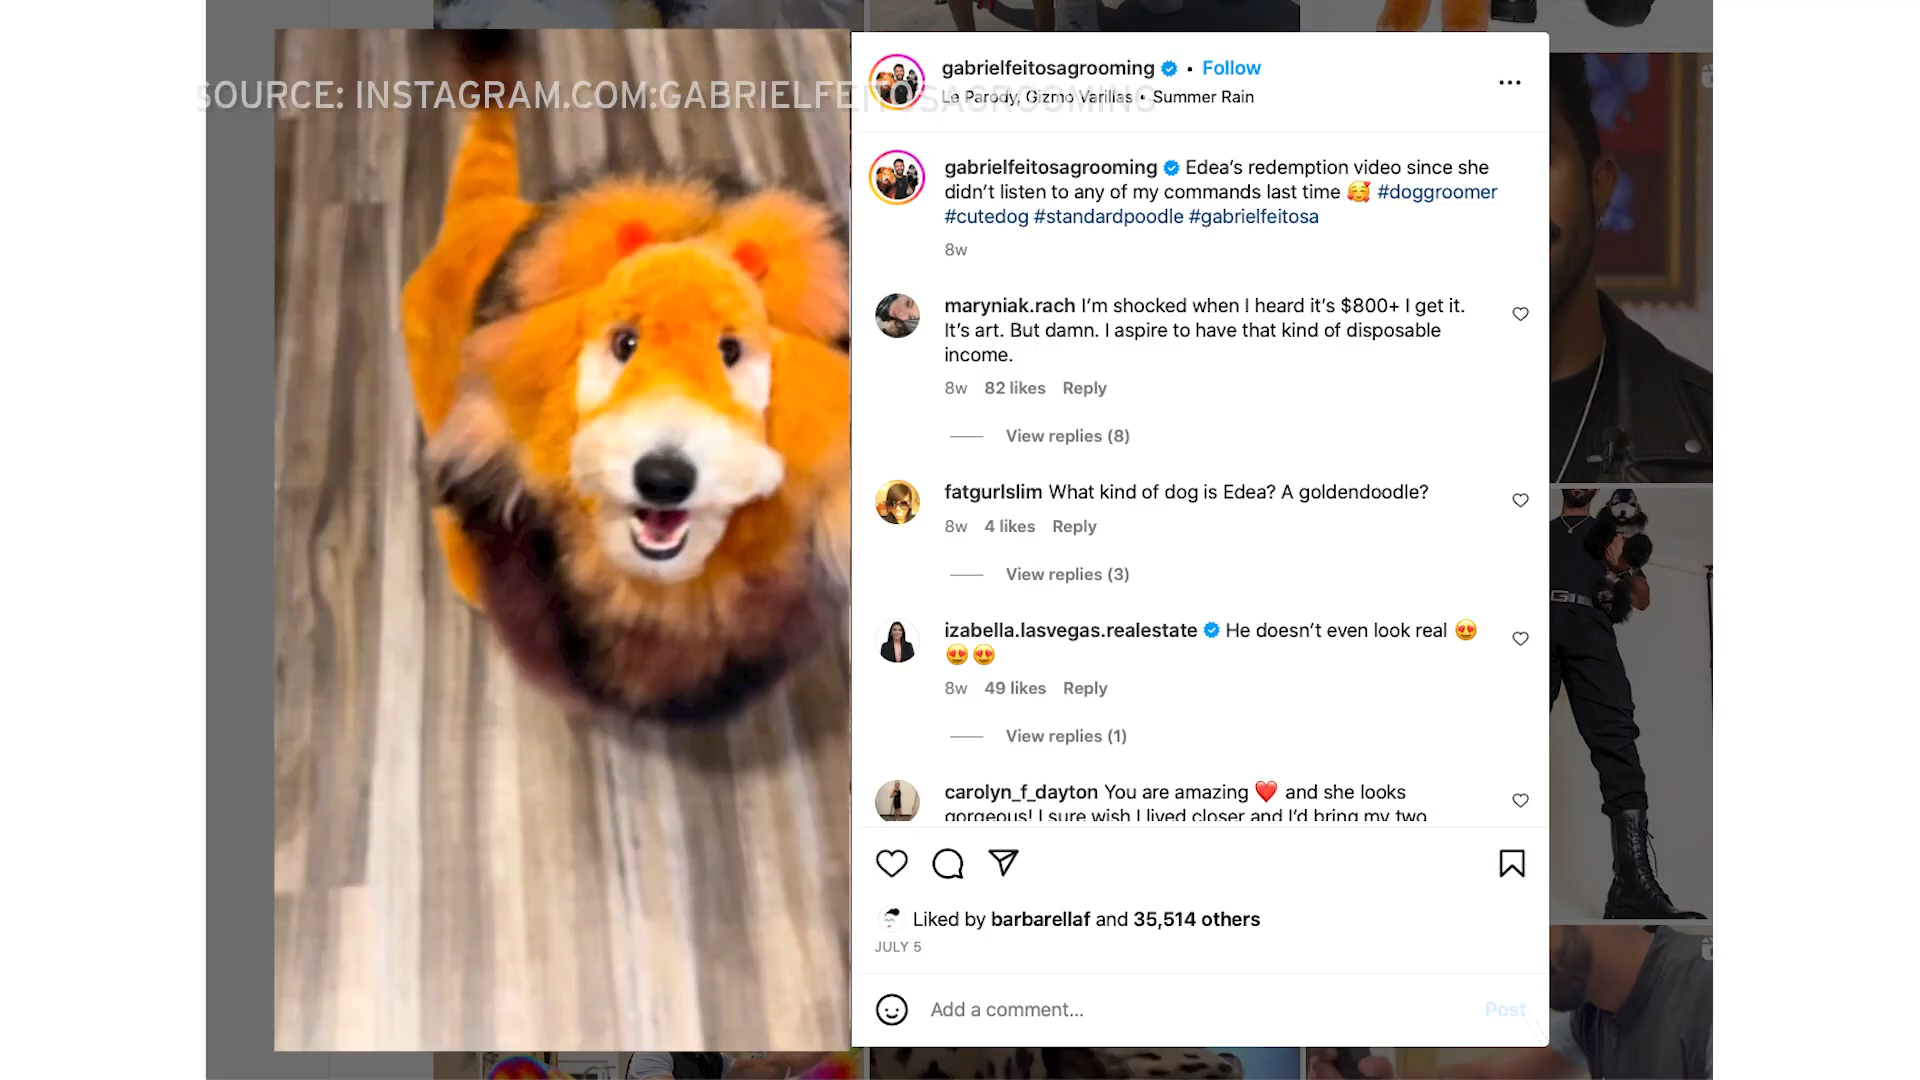 SOURCE: INSTAGRAM.COM:GABRIELFEITOSAGROOMING
gabrielfeitosagrooming • Follow
Le Parody, Gizmo Varillas • Summer Rain
gabrielfeitosagrooming Edea’s redemption video since she
didn’t listen to any of my commands last time 🥰 #doggroomer
#cutedog #standardpoodle #gabrielfeitosa
8w
maryniak.rach I’m shocked when I heard it’s $800+ I get it.
It’s art. But damn. I aspire to have that kind of disposable
income.
8w 82 likes Reply
View replies (8)
fatgurlslim What kind of dog is Edea? A goldendoodle?
8w 4 likes Reply
View replies (3)
izabella.lasvegas.realestate He doesn’t even look real 😍
😍😍
8w 49 likes Reply
View replies (1)
carolyn_f_dayton You are amazing ❤️ and she looks
gorgeous! I sure wish I lived closer and I’d bring my two
Liked by barbarellaf and 35,514 others
JULY 5
Add a comment...
Post